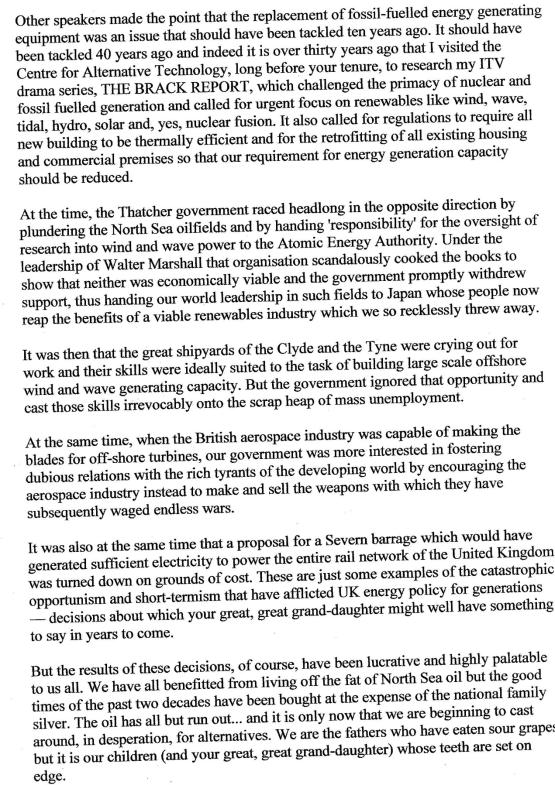 Other speakers made the point that the replacement of fossil-fuelled energy generating
equipment was an issue that should have been tackled ten years ago. It should have
been tackled 40 years ago and indeed it is over thirty years ago that I visited the
Centre for Alternative Technology, long before your tenure, to research my ITV
drama series, THE BRACK REPORT, which challenged the primacy of nuclear and
fossil fuelled generation and called for urgent focus on renewables like wind, wave,
tidal, hydro, solar and, yes, nuclear fusion. It also called for regulations to require all
new building to be thermally efficient and for the retrofitting of all existing housing
and commercial premises so that our requirement for energy generation capacity
should be reduced.

At the time, the Thatcher government raced headlong in the opposite direction by
plundering the North Sea oilfields and by handing 'responsibility' for the oversight of
research into wind and wave power to the Atomic Energy Authority. Under the
leadership of Walter Marshall that organisation scandalously cooked the books to
show that neither was economically viable and the government promptly withdrew
support, thus handing our world leadership in such fields to Japan whose people now
reap the benefits of a viable renewables industry which we so recklessly threw away.

It was then that the great shipyards of the Clyde and the Tyne were crying out for
work and their skills were ideally suited to the task of building large scale offshore
wind and wave generating capacity. But the government ignored that opportunity and
cast those skills irrevocably onto the scrap heap of mass unemployment.

At the same time, when the British aerospace industry was capable of making the
blades for off-shore turbines, our government was more interested in fostering
dubious relations with the rich tyrants of the developing world by encouraging the
aerospace industry instead to make and sell the weapons with which they have
subsequently waged endless wars.

It was also at the same time that a proposal for a Severn barrage which would have
generated sufficient electricity to power the entire rail network of the United Kingdom
was turned down on grounds of cost. These are just some examples of the catastrophic
opportunism and short-termism that have afflicted UK energy policy for generations
— decisions about which your great, great grand-daughter might well have something
to say in years to come.

But the results of these decisions, of course, have been lucrative and highly palatable
to us all. We have all benefitted from living off the fat of North Sea oil but the good
times of the past two decades have been bought at the expense of the national family
silver. The oil has all but run out... and it is only now that we are beginning to cast
around, in desperation, for alternatives. We are the fathers who have eaten sour grapes
but it is our children (and your great, great grand-daughter) whose teeth are set on
edge.